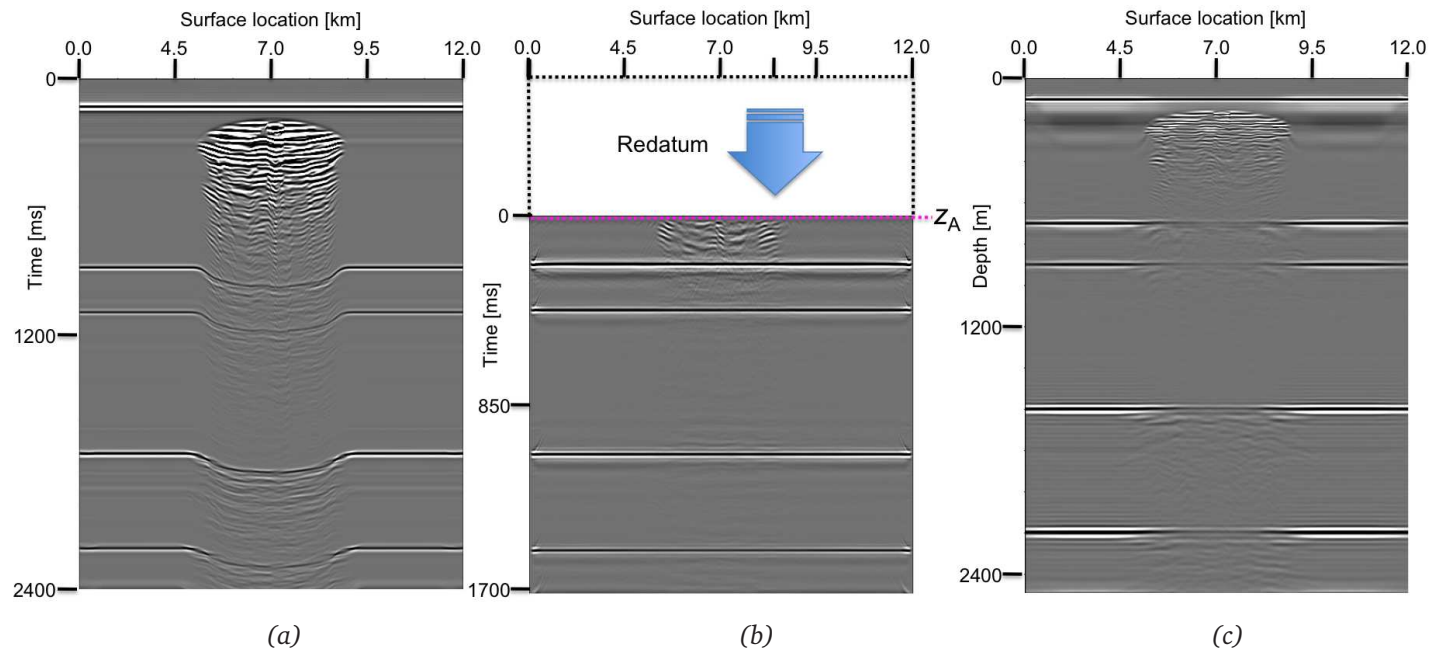 Surface location [km]
0.0 4.5 7.0 9.5 12.0
0
Time [ms]
1200
2400
(a)
Surface location [km]
0.0 4.5 7.0 9.5 12.0
Redatum
0
zA
Time [ms]
850
1700
(b)
Surface location [km]
0.0 4.5 7.0 9.5 12.0
0
Depth [m]
1200
2400
(c)